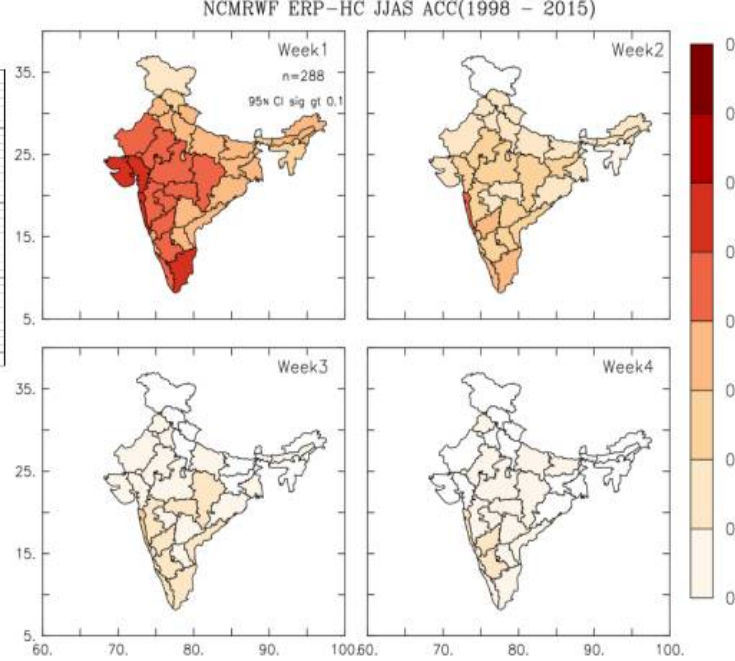 NCMRWF ERP-HC JJAS ACC(1998 - 2015)
Week1
n=288
95% CI sig gt 0.1
35.
25.
15.
5.
Week2
Week3
35.
25.
15.
5.
Week4
60. 70. 80. 90. 100. 60. 70. 80. 90. 100.
0
0
0
0
0
0
0
0
0